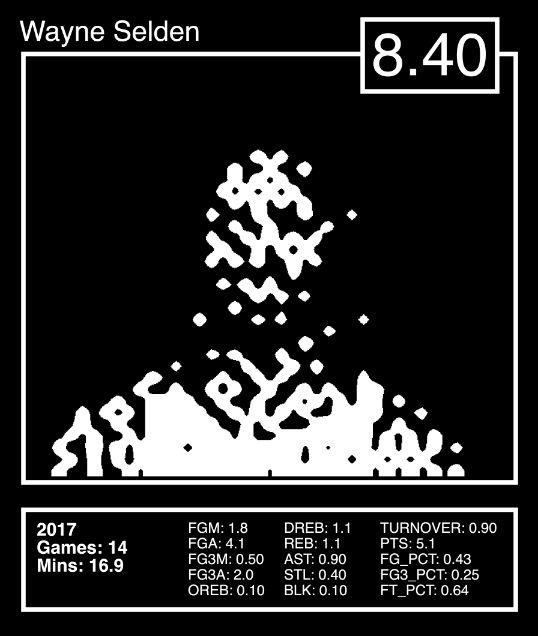 Wayne Selden
8.40
2017
Games: 14
Mins: 16.9
FGM: 1.8
FGA: 4.1
FG3M: 0.50
FG3A: 2.0
OREB: 0.10
DREB: 1.1
REB: 1.1
AST: 0.90
STL: 0.40
BLK: 0.10
TURNOVER: 0.90
PTS: 5.1
FG_PCT: 0.43
FG3_PCT: 0.25
FT_PCT: 0.64